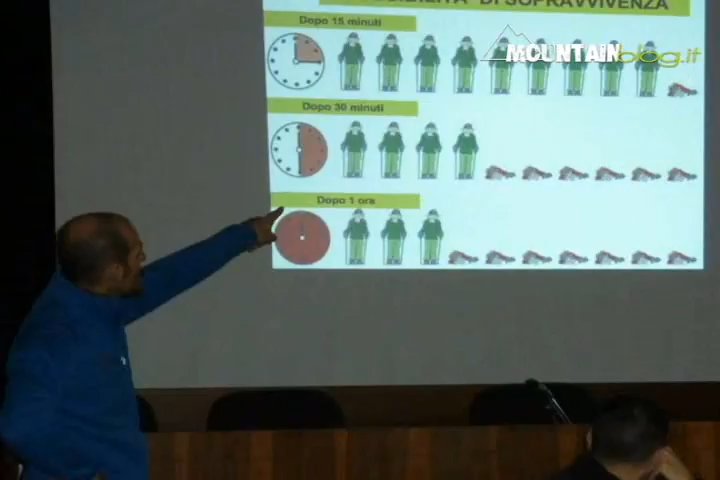 DI SOPRAVVIVENZA
Dopo 15 minuti
MOUNTAINblog.it
Dopo 30 minuti
Dopo 1 ora